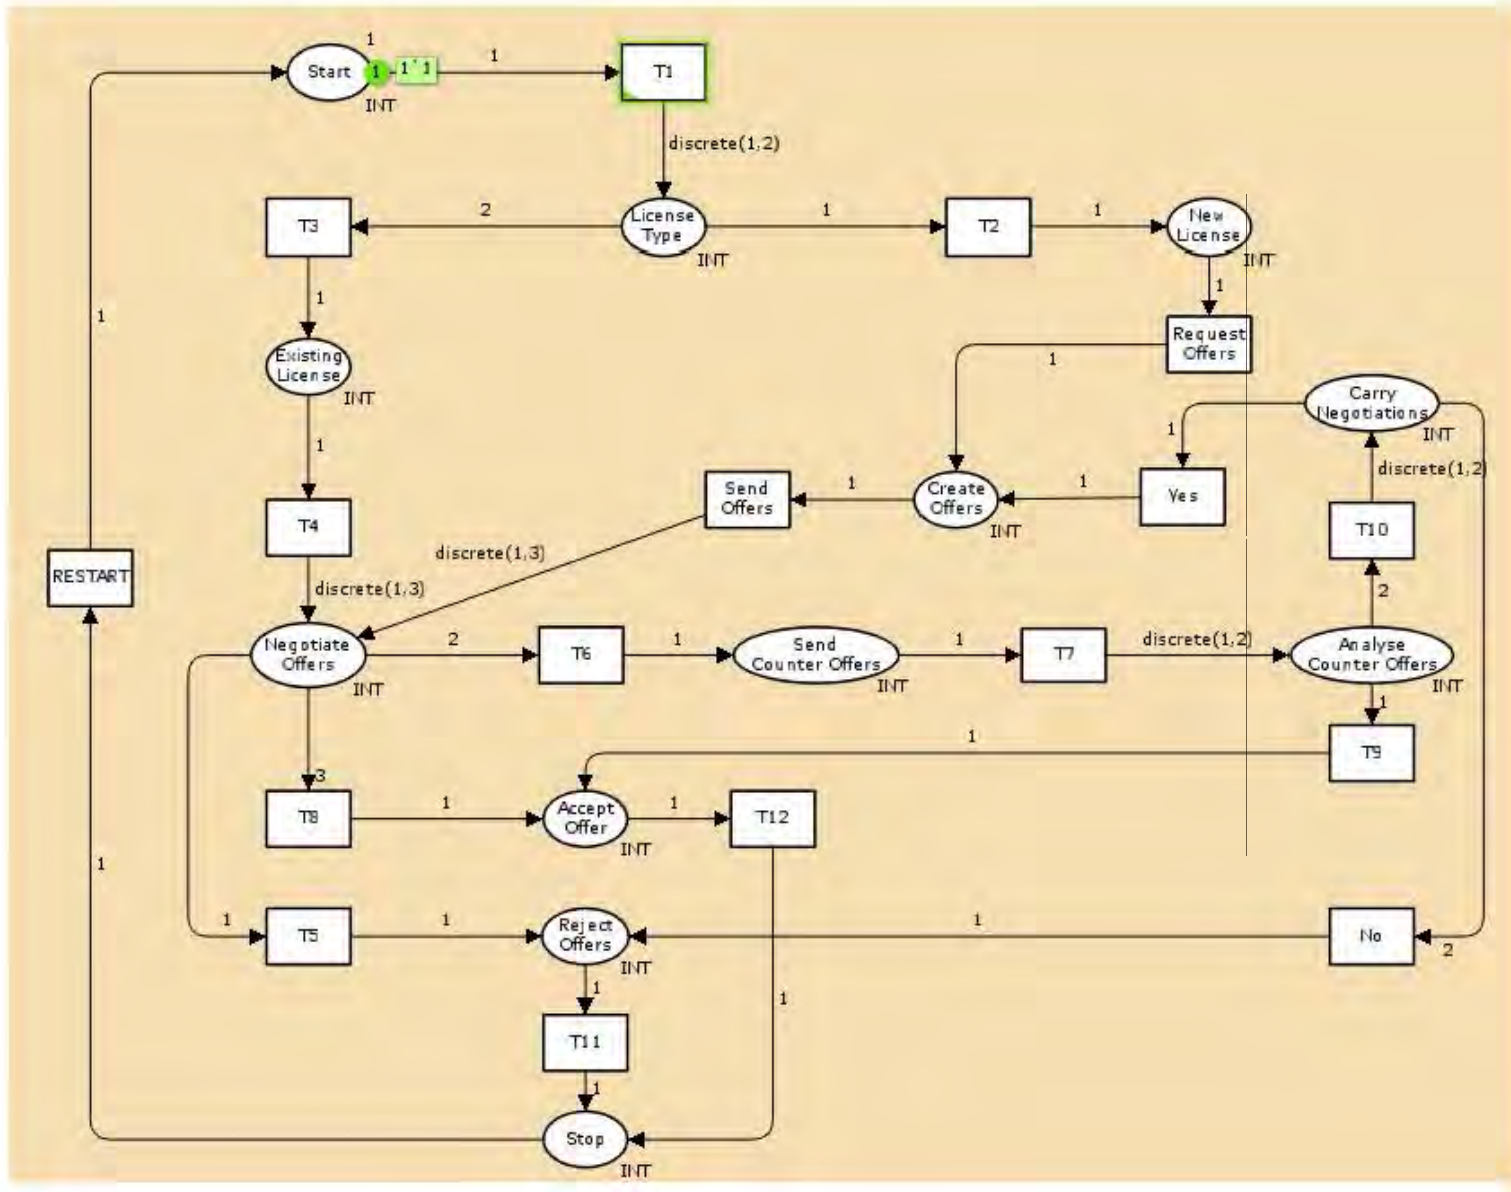 1
Start
1
1`1
1
T1
INT
discrete(1,2)
T3
2
License
Type
1
T2
1
New
License
INT
INT
1
1
Request
Offers
1
1
Existing
License
INT
Carry
Negotiations
INT
1
1
discrete(1,2)
Send
Offers
1
Create
Offers
INT
1
Yes
T4
T10
discrete(1,3)
discrete(1,3)
RESTART
2
Negotiate
Offers
INT
2
T6
1
Send
Counter Offers
INT
1
T7
discrete(1,2)
Analyse
Counter Offers
INT
1
1
T9
3
T8
1
Accept
Offer
INT
1
T12
1
1
T5
1
Reject
Offers
INT
1
No
2
1
1
T11
1
Stop
INT